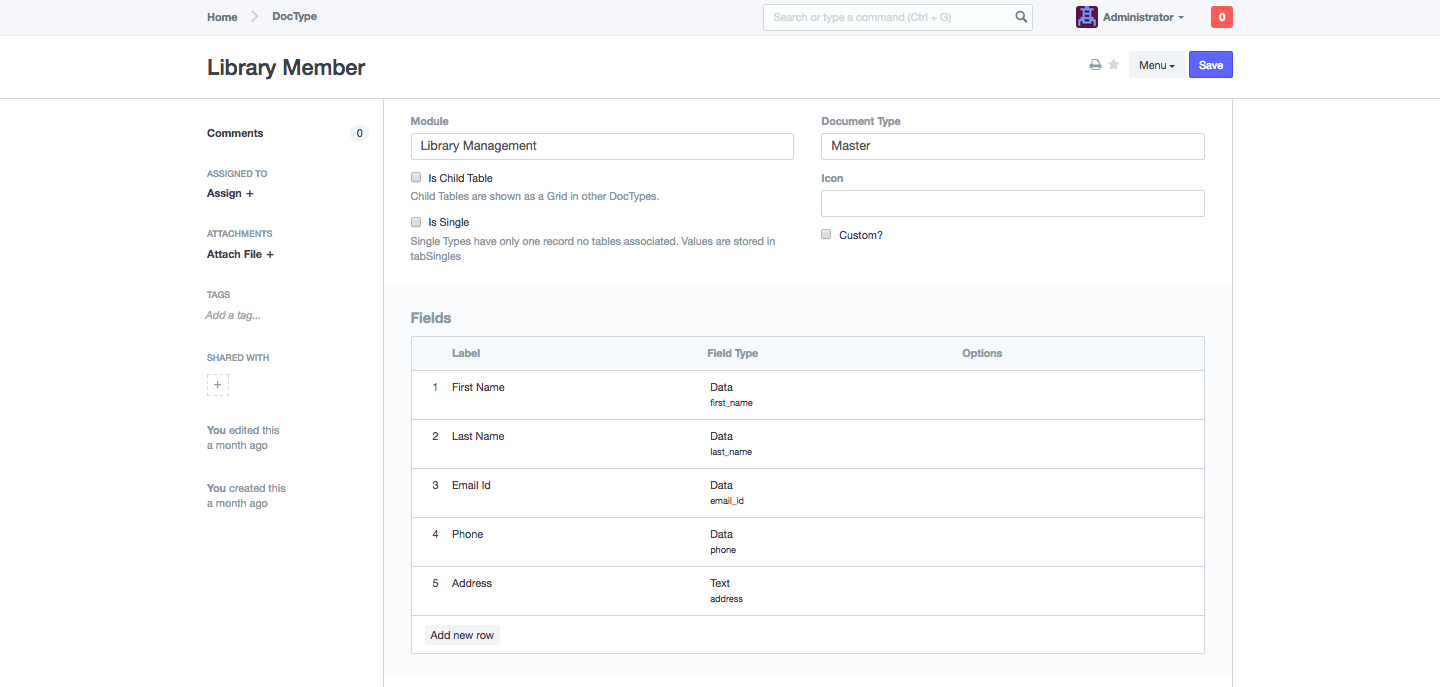 Home DocType Search or type a command (Ctrl + G) Administrator 0
Library Member Menu Save
Comments 0
ASSIGNED TO
Assign +
ATTACHMENTS
Attach File +
TAGS
Add a tag...
SHARED WITH
+
You edited this
a month ago
You created this
a month ago
Module
Library Management
Is Child Table
Child Tables are shown as a Grid in other DocTypes.
Is Single
Single Types have only one record no tables associated. Values are stored in
tabSingles
Document Type
Master
Icon
Custom?
Fields
Label Field Type Options
1 First Name Data
first_name
2 Last Name Data
last_name
3 Email Id Data
email_id
4 Phone Data
phone
5 Address Text
address
Add new row